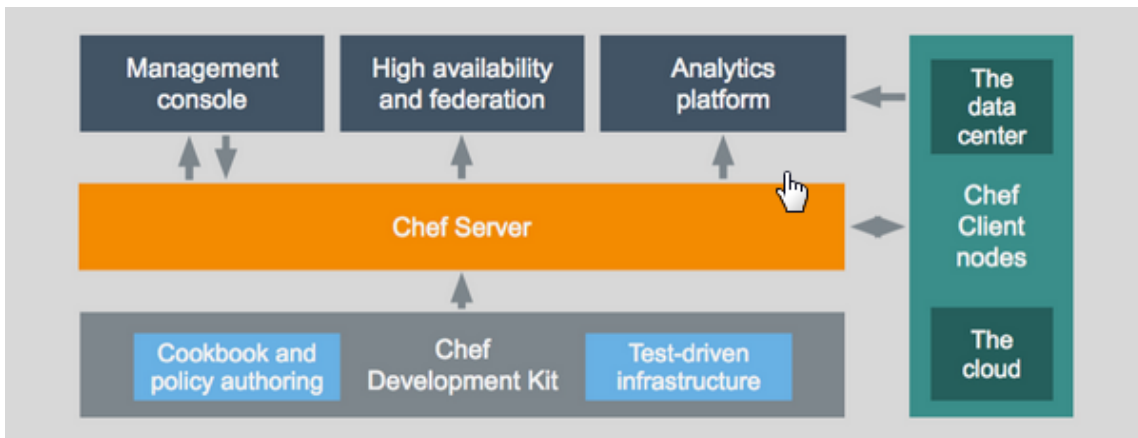 Management
console
High availability
and federation
Analytics
platform
The
data
center
Chef Server
Chef
Client
nodes
Cookbook and
policy authoring
Chef
Development Kit
Test-driven
infrastructure
The
cloud